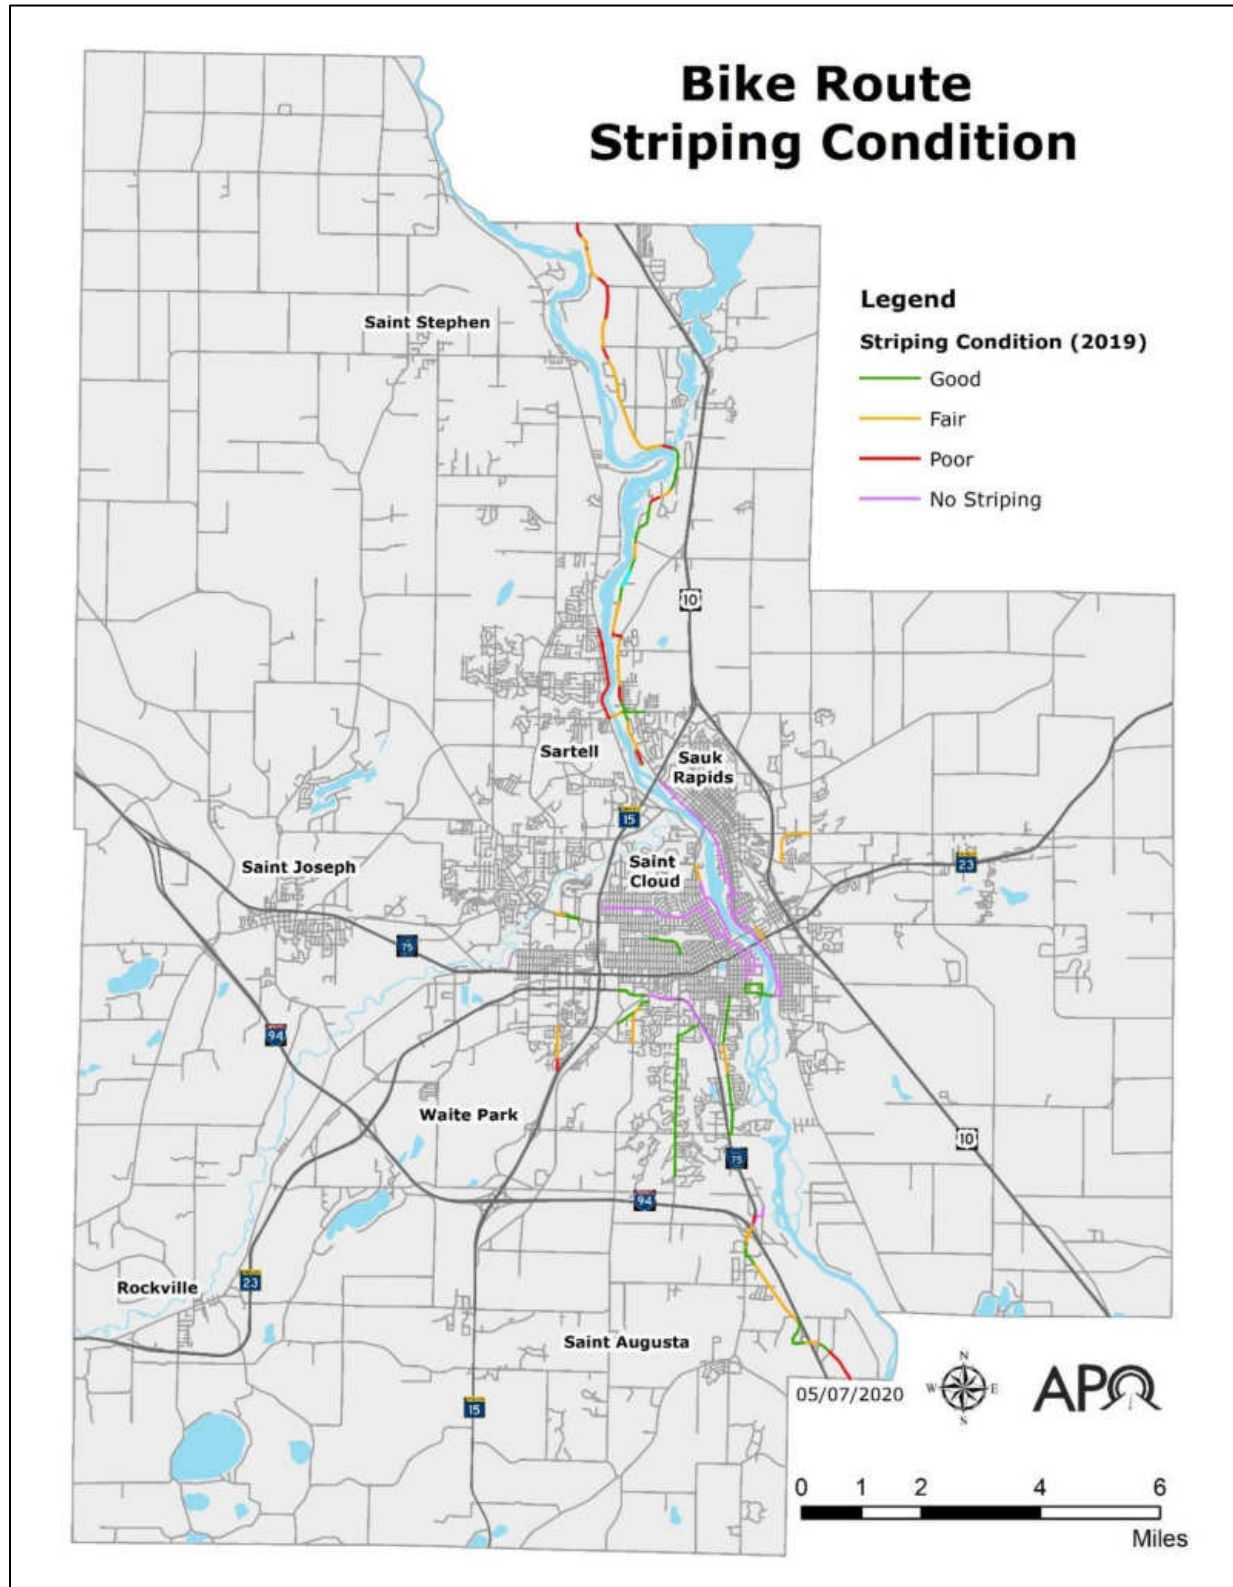 Bike Route
Striping Condition
Legend
Striping Condition (2019)
Good
Fair
Poor
No Striping
Saint Stephen
10
Sartell
Sauk
Rapids
15
Saint Joseph
Saint
Cloud
23
75
94
Waite Park
10
75
94
Rockville
23
Saint Augusta
15
05/07/2020
N
W
E
APO
0 1 2 4 6
Miles